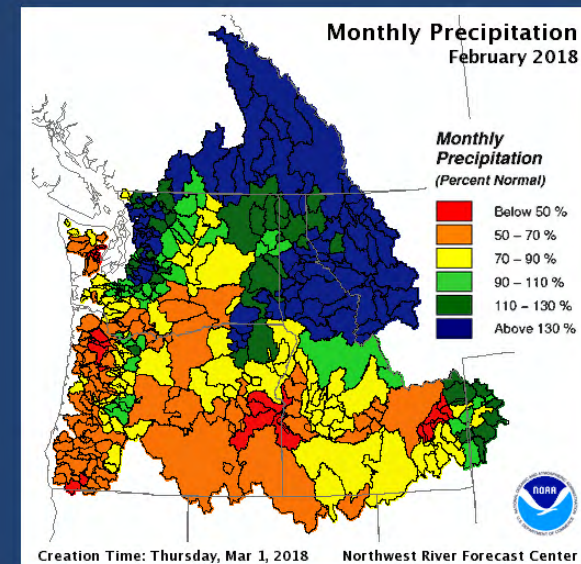 Monthly Precipitation
February 2018
Monthly
Precipitation
(Percent Normal)
Below 50 %
50 – 70 %
70 – 90 %
90 – 110 %
110 – 130 %
Above 130 %
NOAA
Creation Time: Thursday, Mar 1, 2018 Northwest River Forecast Center